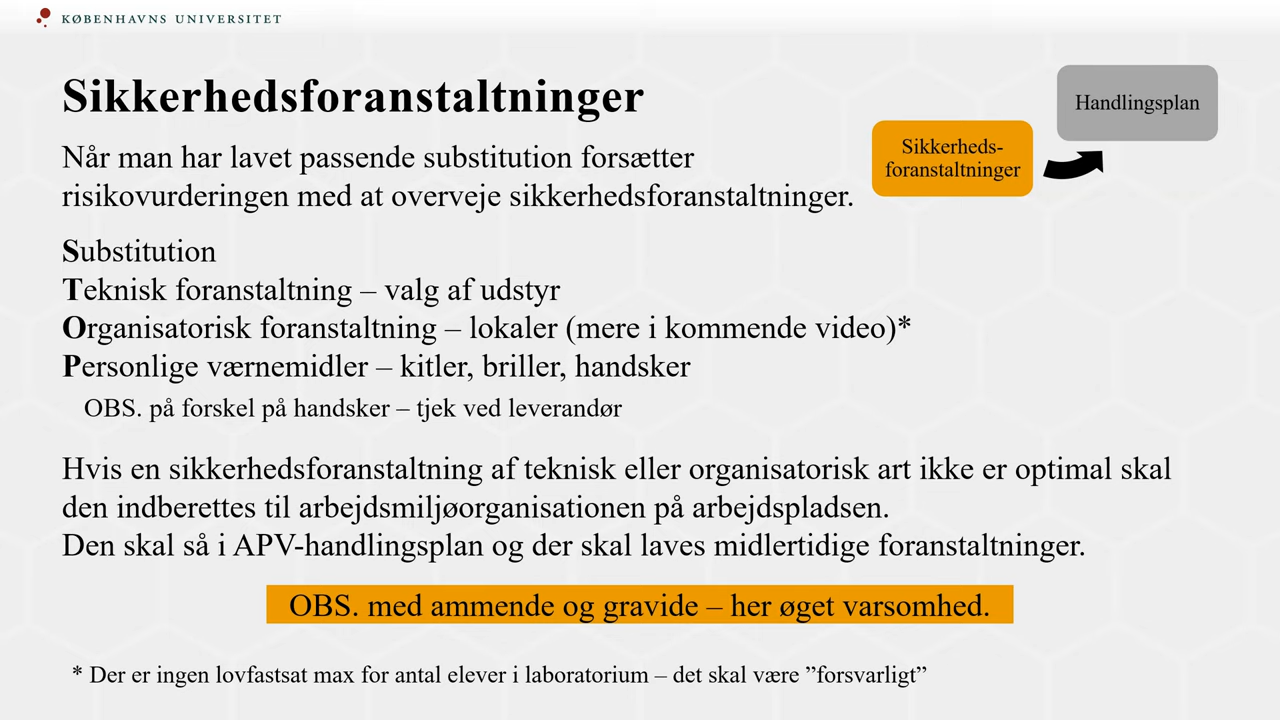 KØBENHAVNS UNIVERSITET
Sikkerhedsforanstaltninger
Handlingsplan
Sikkerheds-
foranstaltninger
Når man har lavet passende substitution forsætter
risikovurderingen med at overveje sikkerhedsforanstaltninger.
Substitution
Teknisk foranstaltning – valg af udstyr
Organisatorisk foranstaltning – lokaler (mere i kommende video)*
Personlige værnemidler – kitler, briller, handsker
OBS. på forskel på handsker – tjek ved leverandør
Hvis en sikkerhedsforanstaltning af teknisk eller organisatorisk art ikke er optimal skal
den indberettes til arbejdsmiljøorganisationen på arbejdspladsen.
Den skal så i APV-handlingsplan og der skal laves midlertidige foranstaltninger.
OBS. med ammende og gravide – her øget varsomhed.
* Der er ingen lovfastsat max for antal elever i laboratorium – det skal være ”forsvarligt”